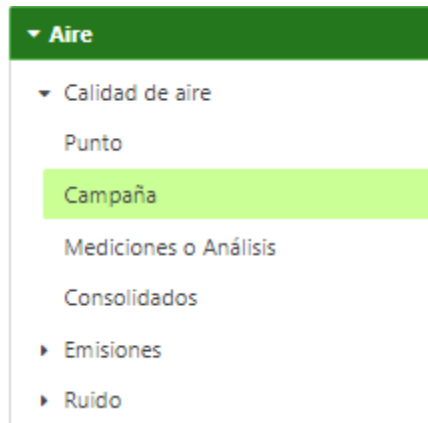 Aire
Calidad de aire
Punto
Campaña
Mediciones o Análisis
Consolidados
Emisiones
Ruido